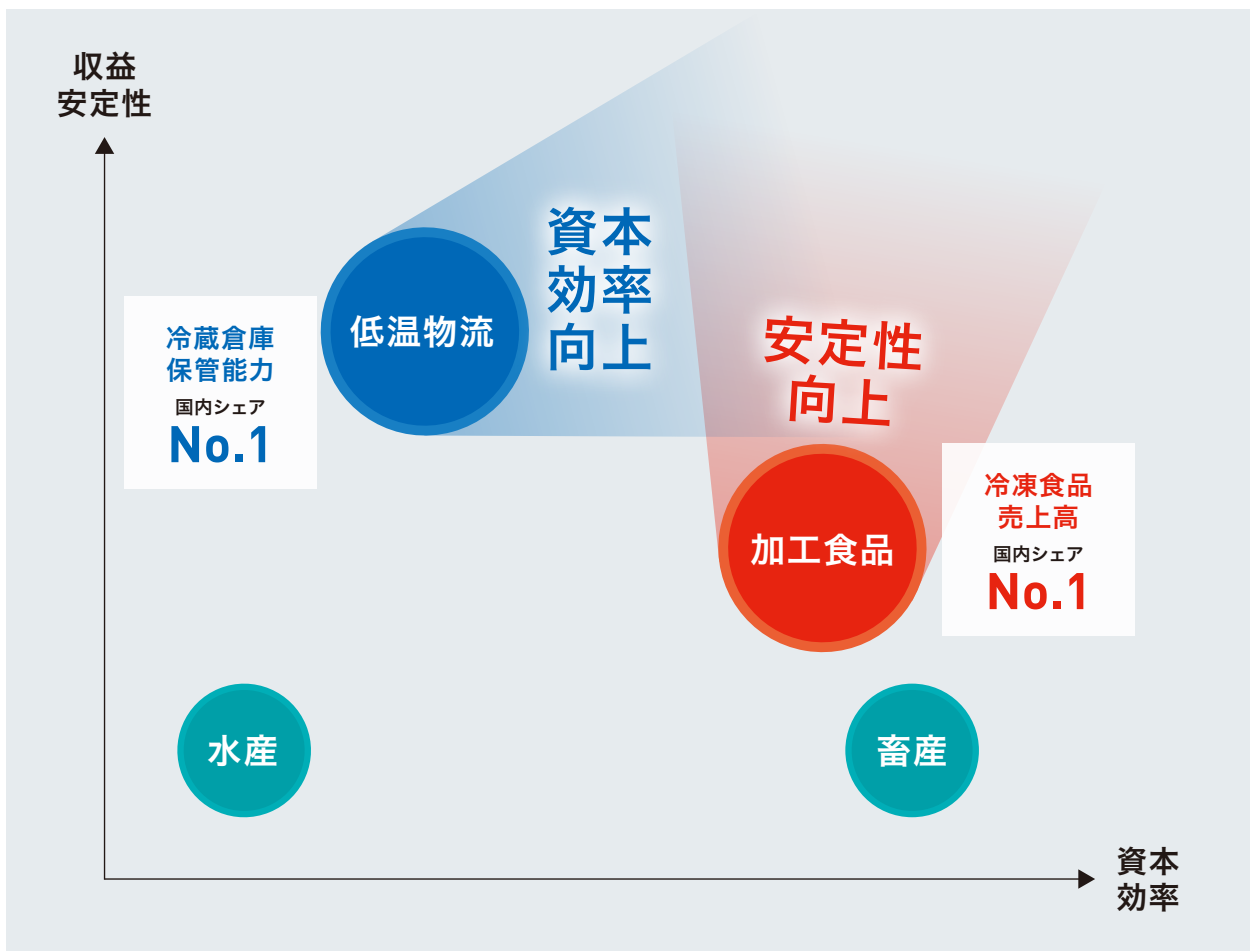 収益
安定性
資本
効率
向上
低温物流
冷蔵倉庫
保管能力
国内シェア
No.1
安定性
向上
加工食品
冷凍食品
売上高
国内シェア
No.1
水産
畜産
資本
効率